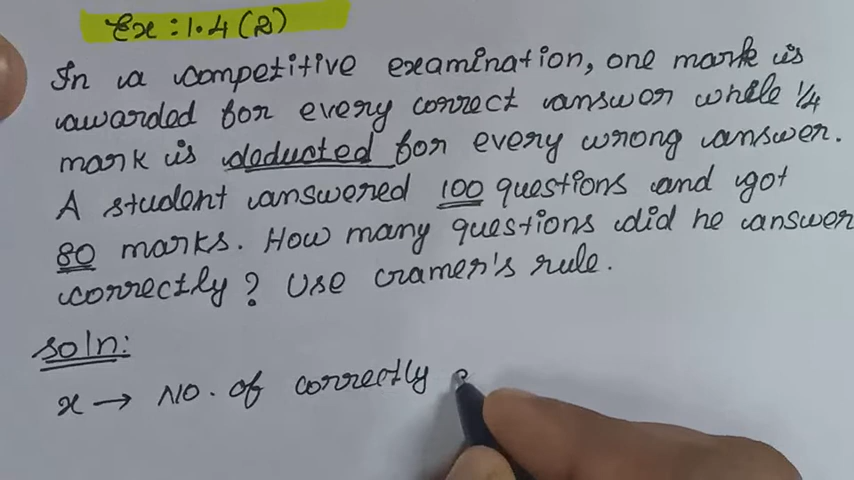 Ex : 1.4 (2)
In a competitive examination, one mark is
awarded for every correct answer while 1/4
mark is deducted for every wrong answer.
A student answered 100 questions and got
80 marks. How many questions did he answer
correctly? Use cramer's rule.
Soln:
x → No. of correctly